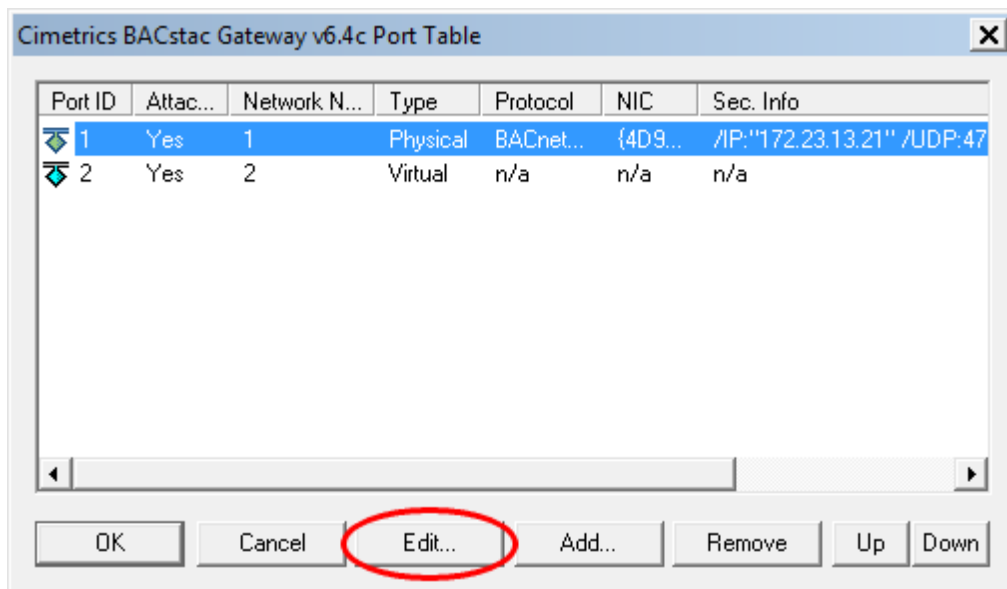 Cimetrics BACstac Gateway v6.4c Port Table
Port ID Attac... Network N... Type Protocol NIC Sec. Info
1 Yes 1 Physical BACnet... {4D9... /IP:"172.23.13.21" /UDP:47
2 Yes 2 Virtual n/a n/a n/a
OK Cancel Edit... Add... Remove Up Down